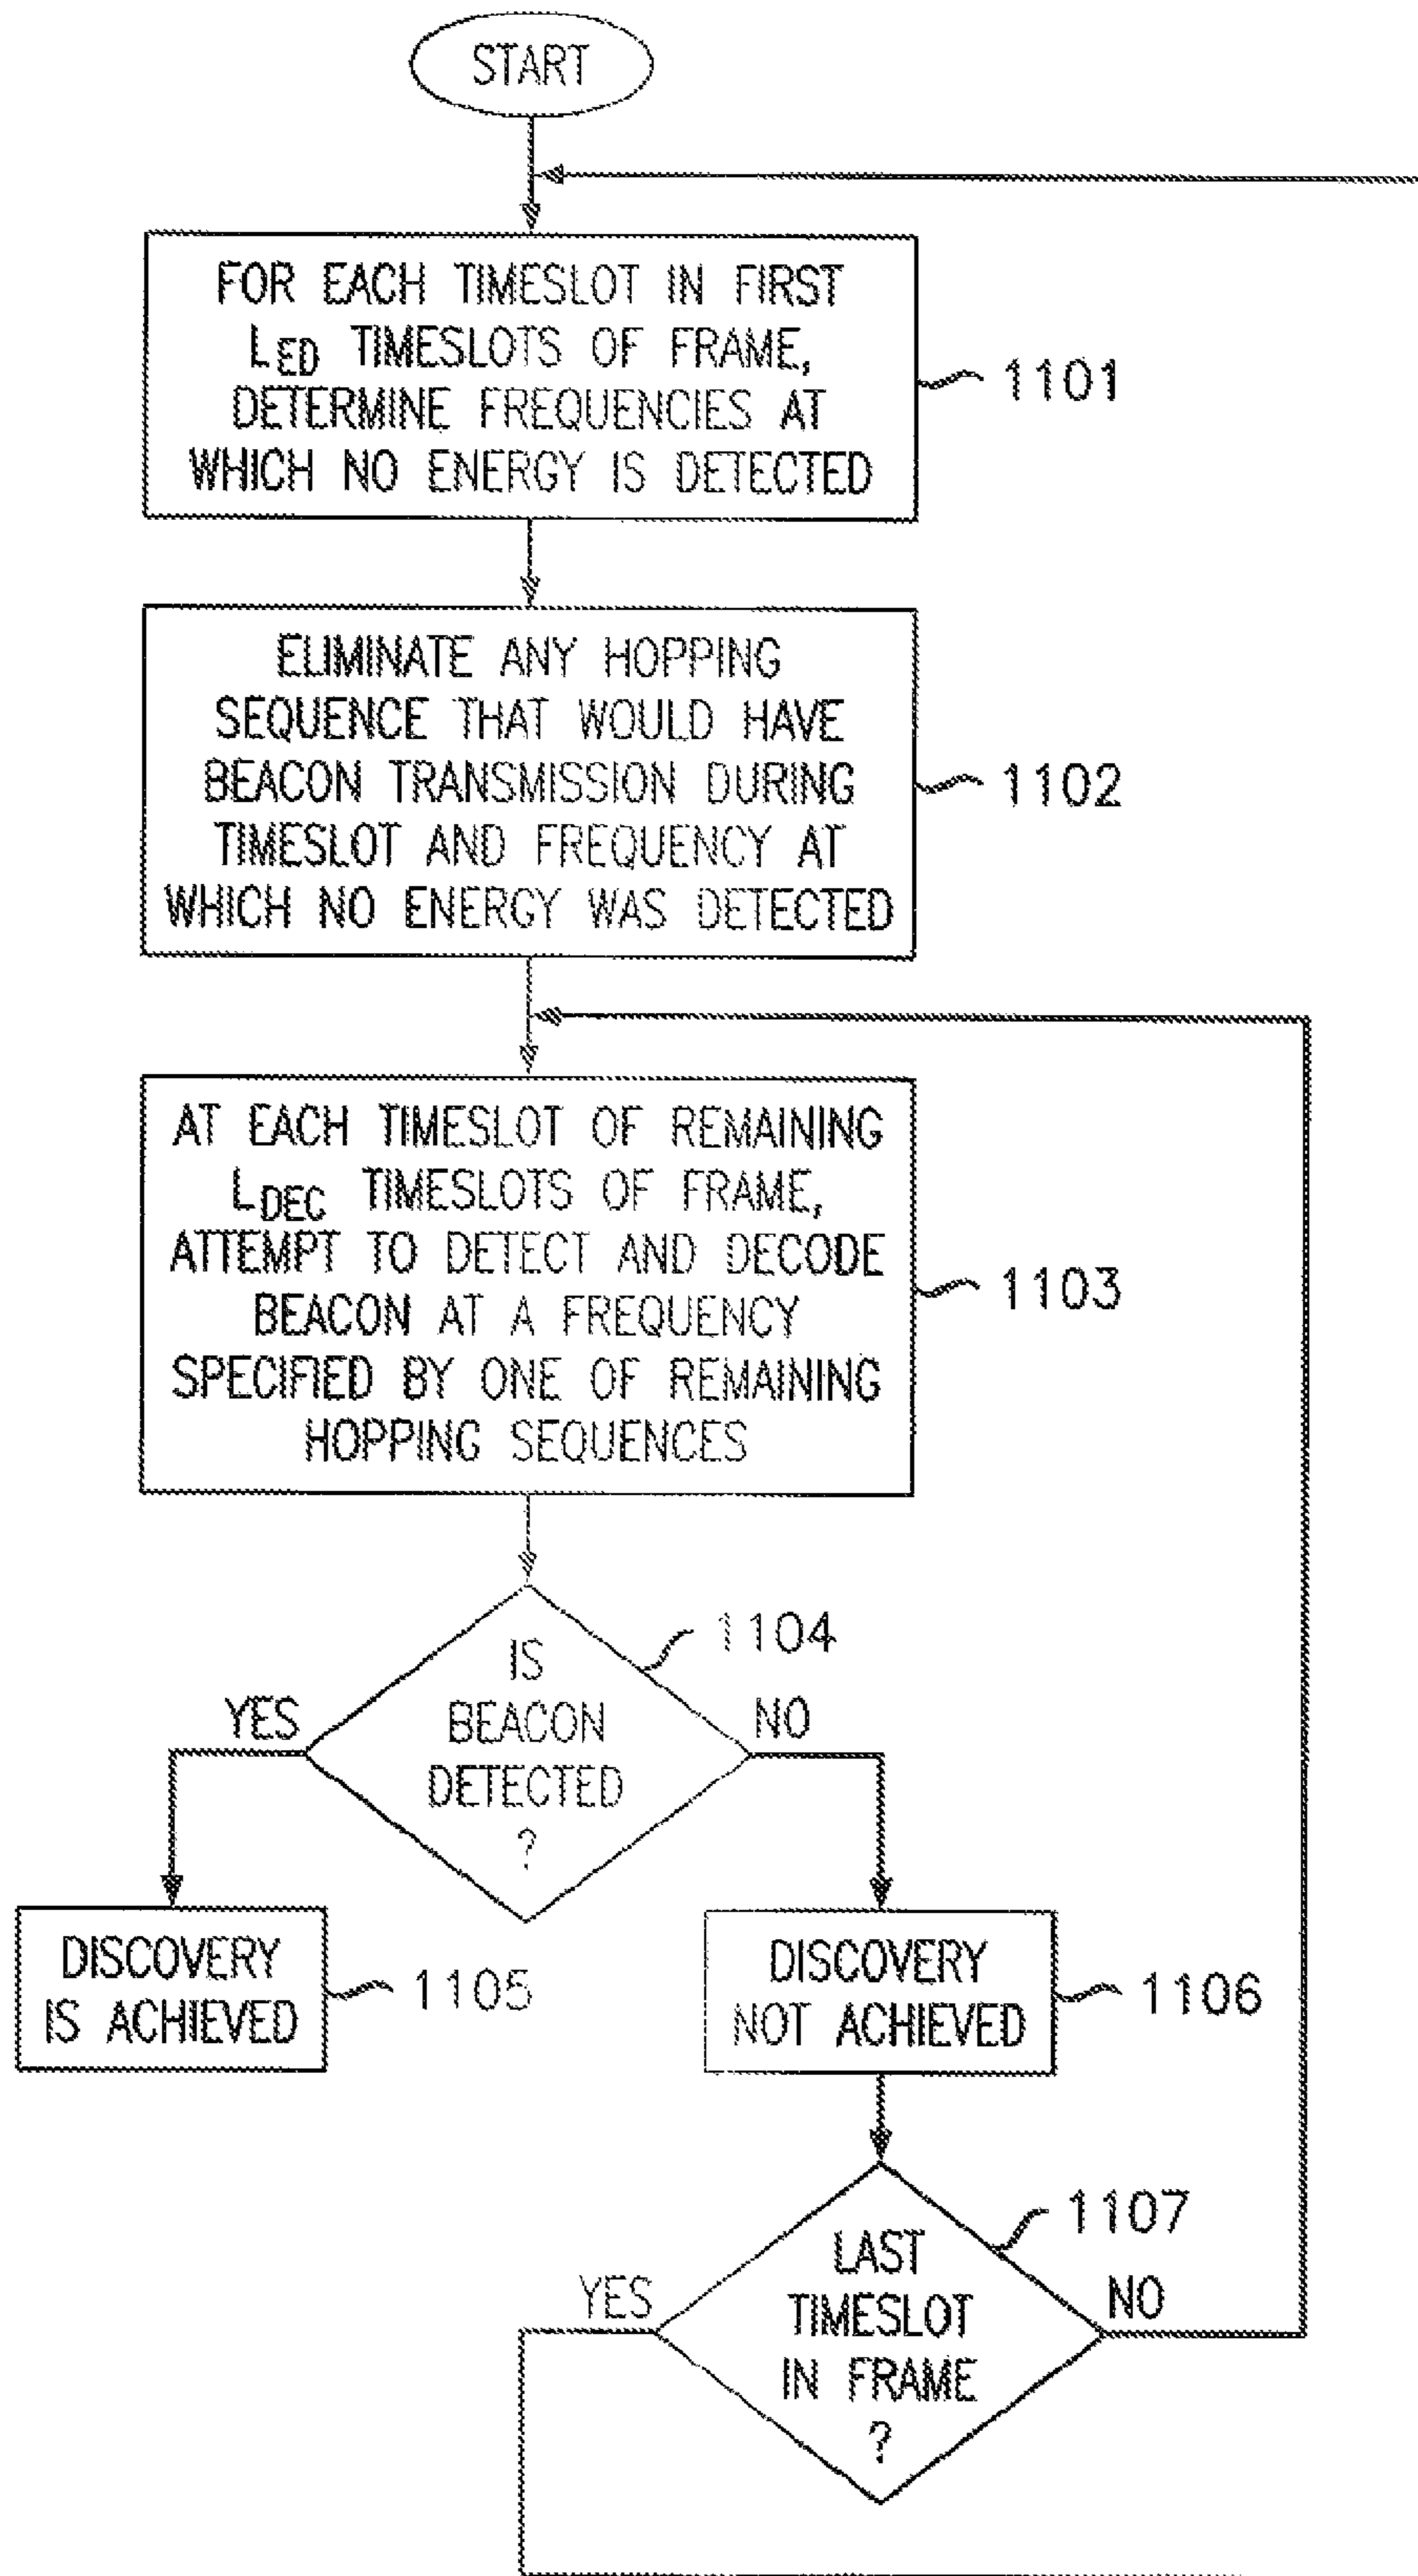 START
FOR EACH TIMESLOT IN FIRST
LED TIMESLOTS OF FRAME,
DETERMINE FREQUENCIES AT
WHICH NO ENERGY IS DETECTED
1101
ELIMINATE ANY HOPPING
SEQUENCE THAT WOULD HAVE
BEACON TRANSMISSION DURING
TIMESLOT AND FREQUENCY AT
WHICH NO ENERGY WAS DETECTED
1102
AT EACH TIMESLOT OF REMAINING
LDEC TIMESLOTS OF FRAME,
ATTEMPT TO DETECT AND DECODE
BEACON AT A FREQUENCY
SPECIFIED BY ONE OF REMAINING
HOPPING SEQUENCES
1103
IS
BEACON
DETECTED
?
1104
YES
NO
DISCOVERY
IS ACHIEVED
1105
DISCOVERY
NOT ACHIEVED
1106
LAST
TIMESLOT
IN FRAME
?
1107
YES
NO